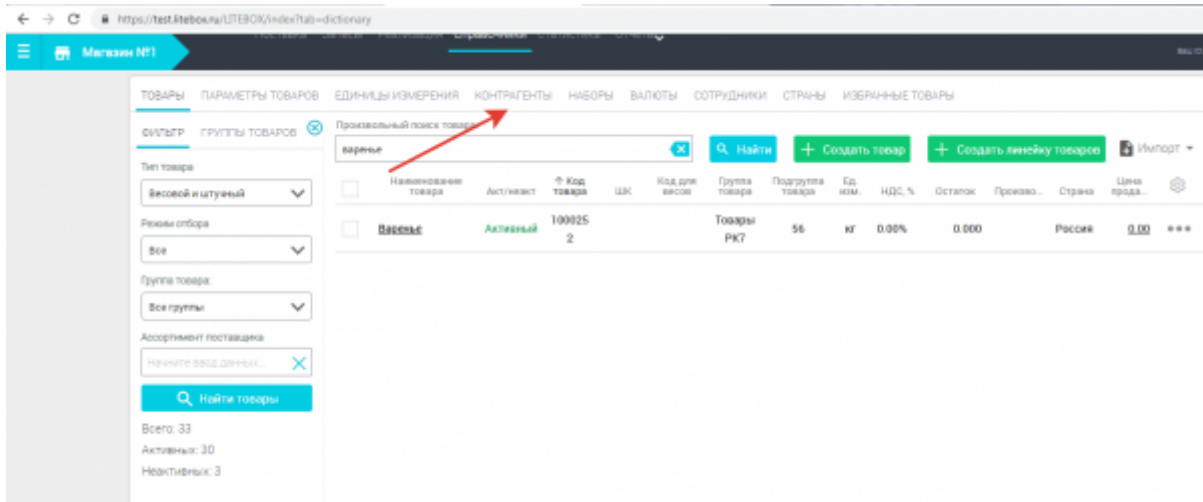 https://test.litebox.ru/LITEBOX/index?tab=dictionary
Магазин №1
Справочники
ТОВАРЫ ПАРАМЕТРЫ ТОВАРОВ ЕДИНИЦЫ ИЗМЕРЕНИЯ КОНТРАГЕНТЫ НАБОРЫ ВАЛЮТЫ СОТРУДНИКИ СТРАНЫ ИЗБРАННЫЕ ТОВАРЫ
ФИЛЬТР ГРУППЫ ТОВАРОВ
Произвольный поиск товара
варенье
Найти
+ Создать товар
+ Создать линейку товаров
Импорт
Тип товара
Весовой и штучный
Режим отбора
Все
Группа товара:
Все группы
Ассортимент поставщика
Начните ввод данных...
Найти товары
Всего: 33
Активных: 30
Неактивных: 3
Наименование товара Акт/неакт ↑ Код товара ШК Код для весов Группа товара Подгруппа товара Ед. изм. НДС, % Остаток Произво... Страна Цена прода...
Варенье Активный 1000252 Товары РК7 56 кг 0.00% 0.000 Россия 0.00